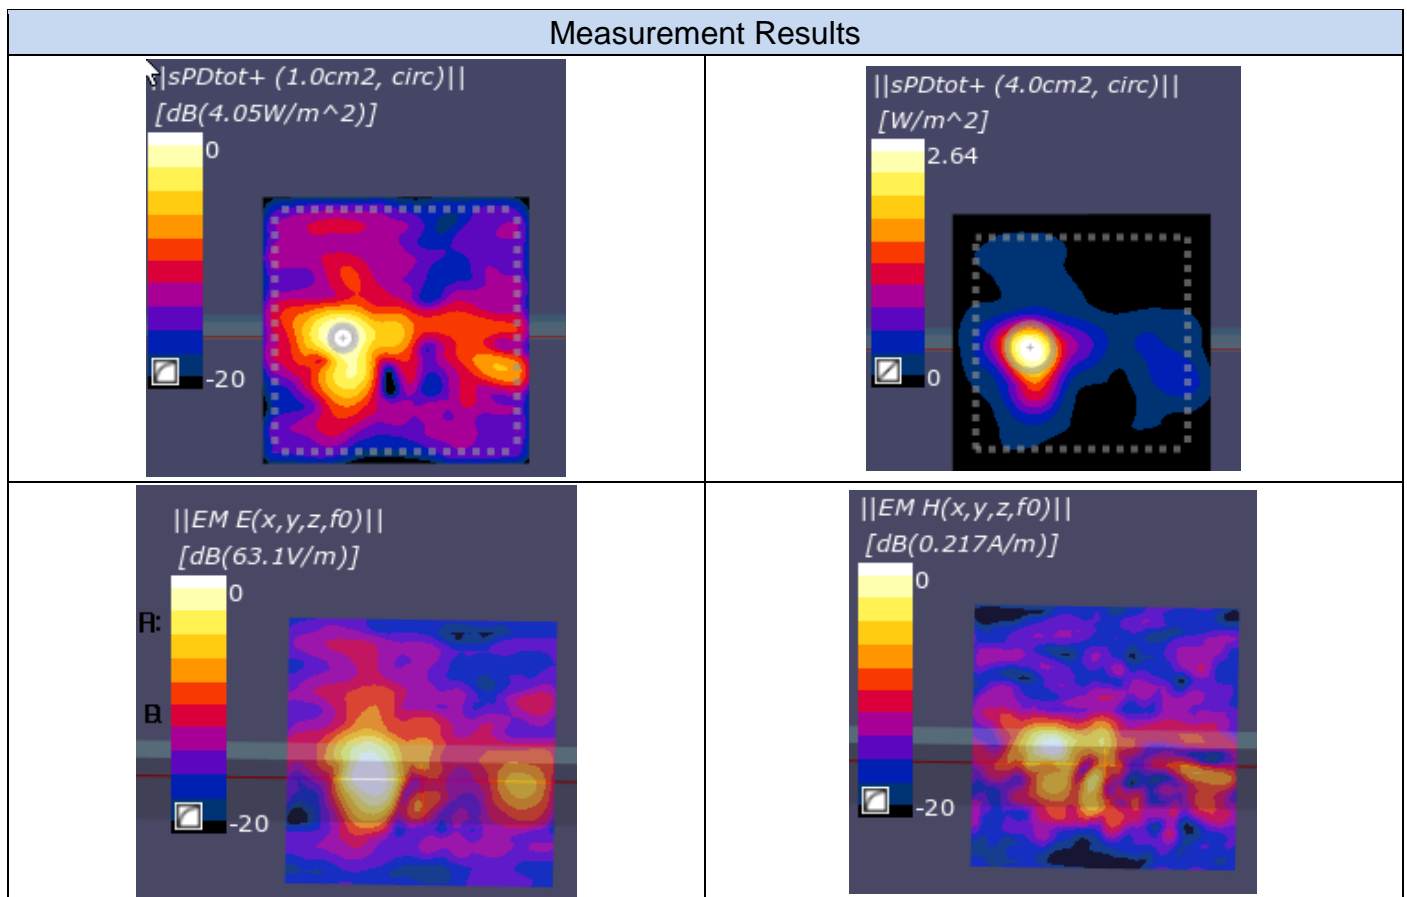 Measurement Results
||sPDtot+ (1.0cm2, circ)||
[dB(4.05W/m^2)]
0
-20
||sPDtot+ (4.0cm2, circ)||
[W/m^2]
2.64
0
||EM E(x,y,z,f0)||
[dB(63.1V/m)]
0
A:
B
-20
||EM H(x,y,z,f0)||
[dB(0.217A/m)]
0
-20